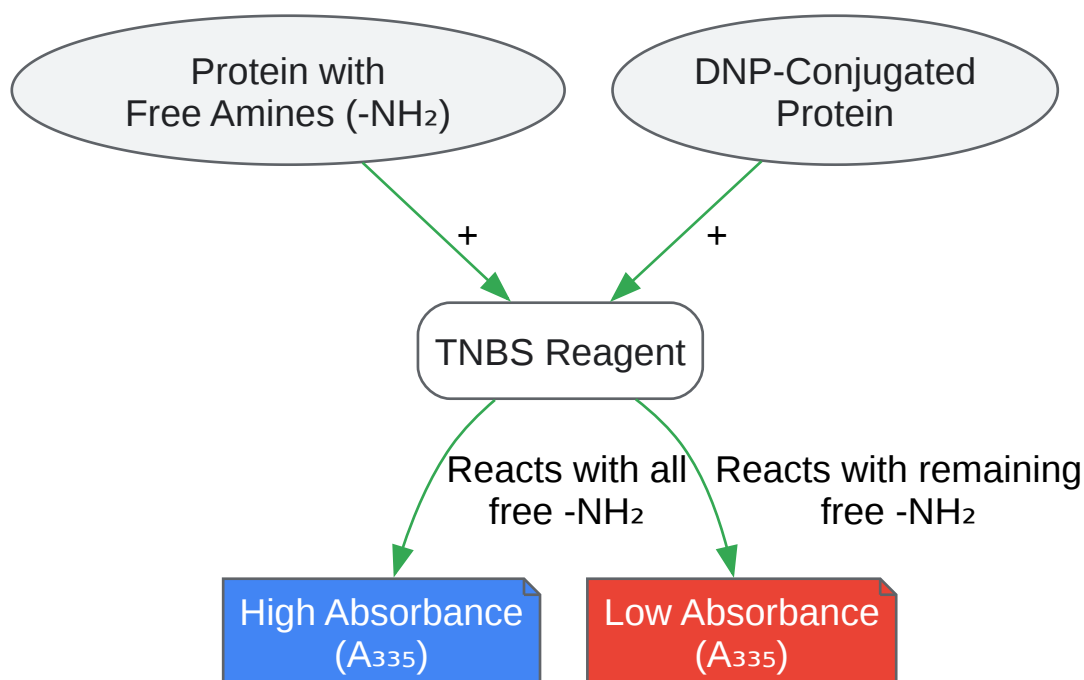 Protein with
Free Amines (-NH₂)
DNP-Conjugated
Protein
+
+
TNBS Reagent
Reacts with all
free -NH₂
Reacts with remaining
free -NH₂
High Absorbance
(A₃₃₅)
Low Absorbance
(A₃₃₅)